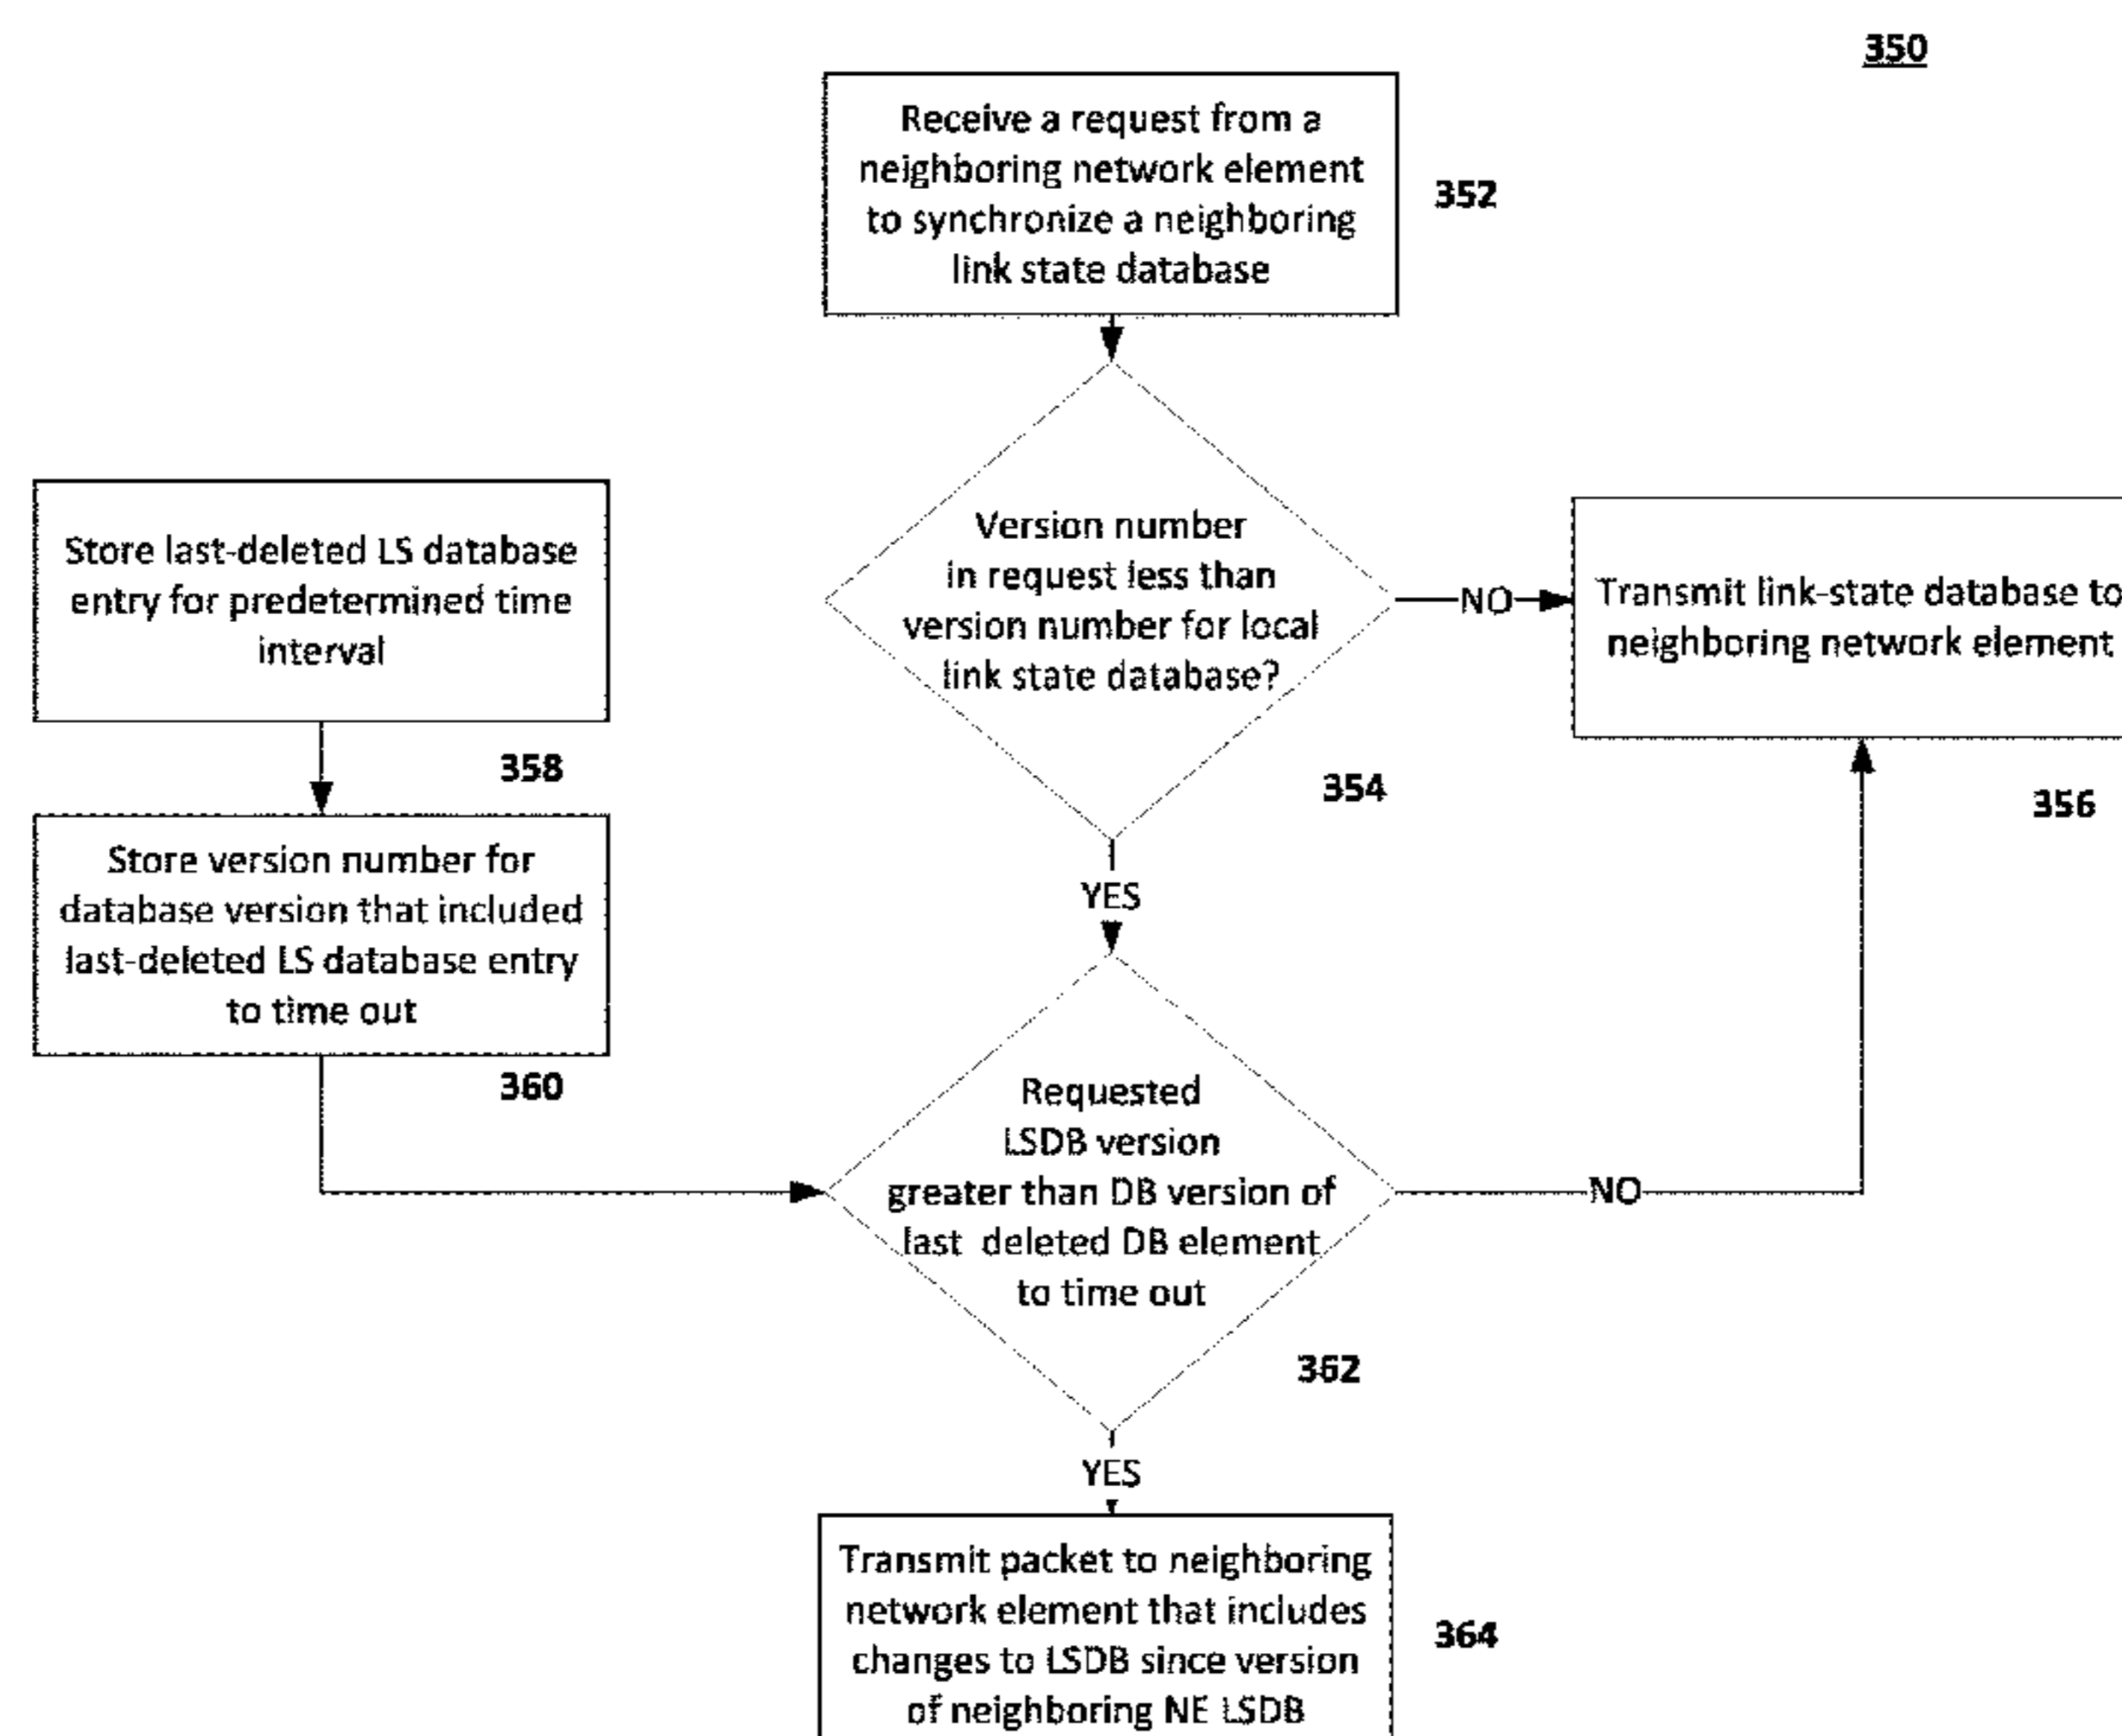 350
Receive a request from a
neighboring network element
to synchronize a neighboring
link state database
352
Version number
in request less than
version number for local
link state database?
354
NO
Transmit link-state database to
neighboring network element
356
Store last-deleted LS database
entry for predetermined time
interval
358
Store version number for
database version that included
last-deleted LS database entry
to time out
360
YES
Requested
LSDB version
greater than DB version of
last deleted DB element
to time out
362
NO
YES
Transmit packet to neighboring
network element that includes
changes to LSDB since version
of neighboring NE LSDB
364